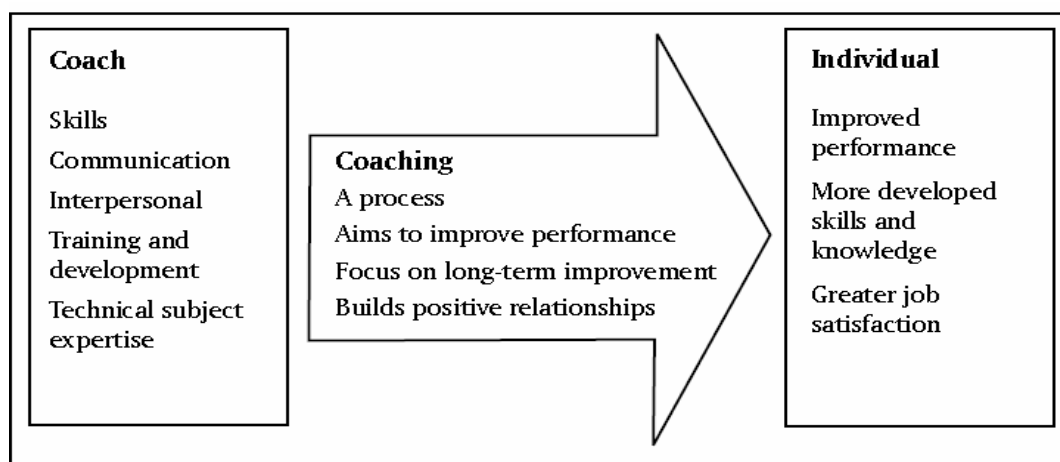 Coach
Skills
Communication
Interpersonal
Training and
development
Technical subject
expertise
Coaching
A process
Aims to improve performance
Focus on long-term improvement
Builds positive relationships
Individual
Improved
performance
More developed
skills and
knowledge
Greater job
satisfaction